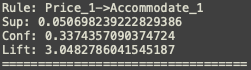 Rule: Price_1->Accommodate_1
Sup: 0.050698239222829386
Conf: 0.3374357090374724
Lift: 3.0482786041545187
=====================================